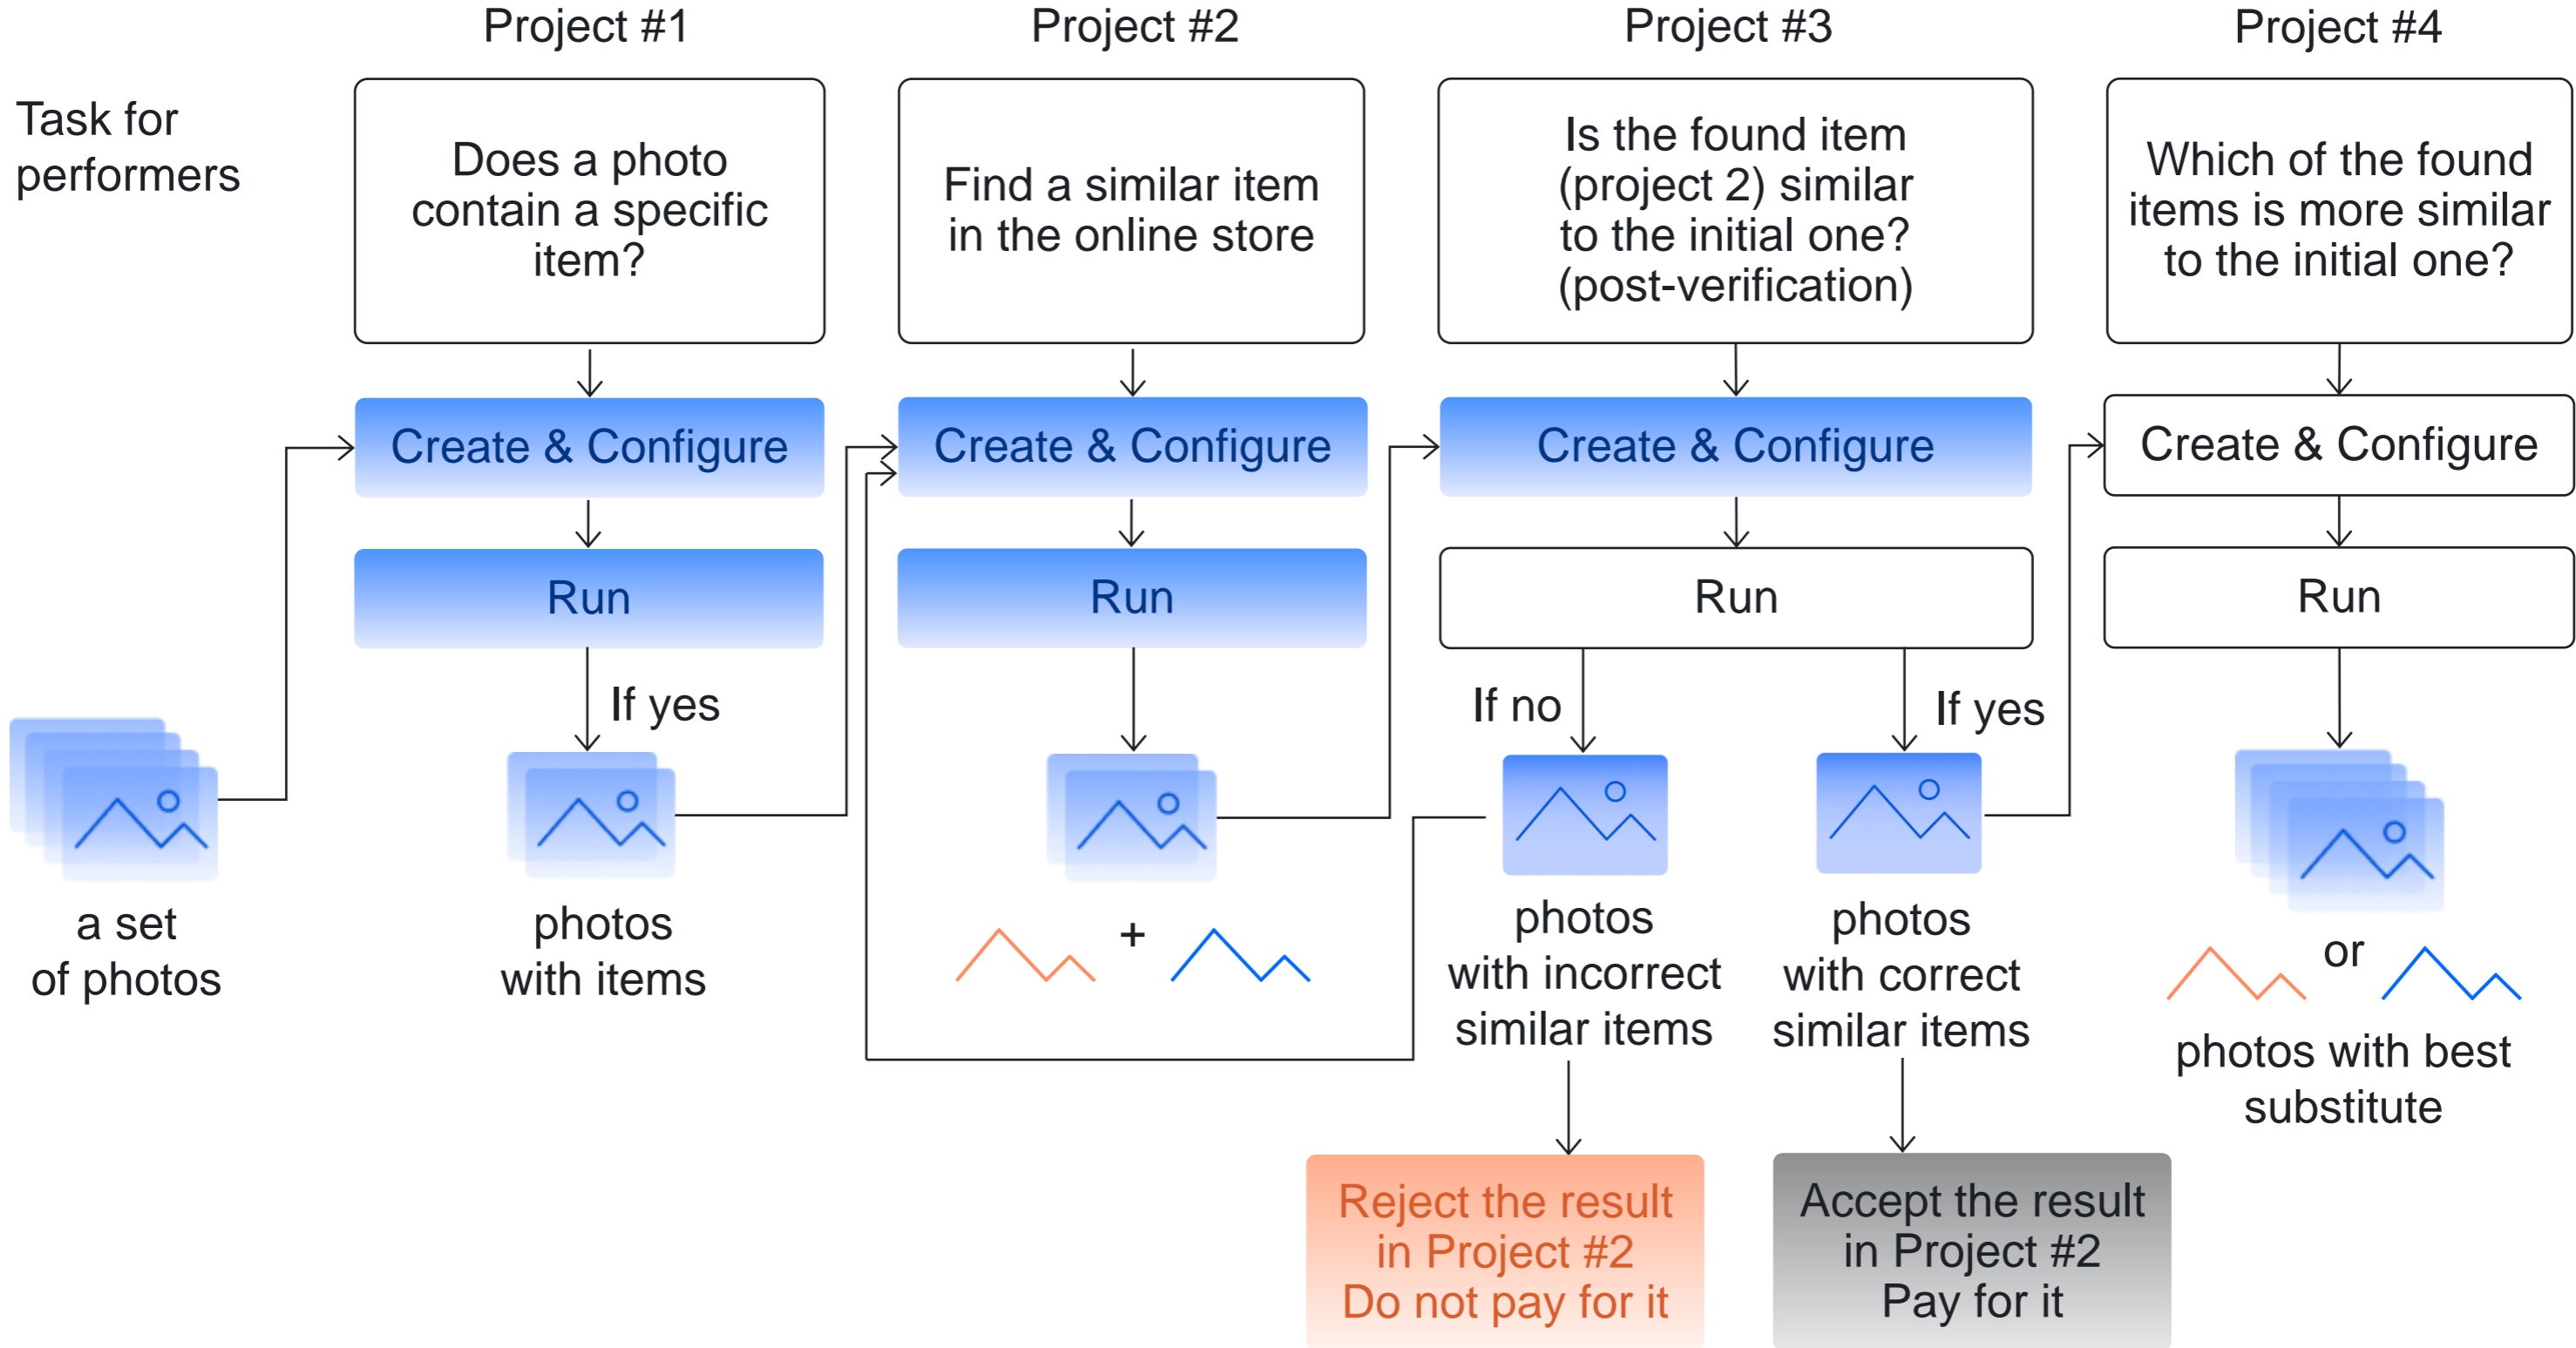 Project #1
Project #2
Project #3
Project #4
Task for
performers
Does a photo
contain a specific
item?
Find a similar item
in the online store
Is the found item
(project 2) similar
to the initial one?
(post-verification)
Which of the found
items is more similar
to the initial one?
Create & Configure
Create & Configure
Create & Configure
Create & Configure
Run
Run
Run
Run
If yes
If no
If yes
a set
of photos
photos
with items
+
photos
with incorrect
similar items
photos
with correct
similar items
or
photos with best
substitute
Reject the result
in Project #2
Do not pay for it
Accept the result
in Project #2
Pay for it